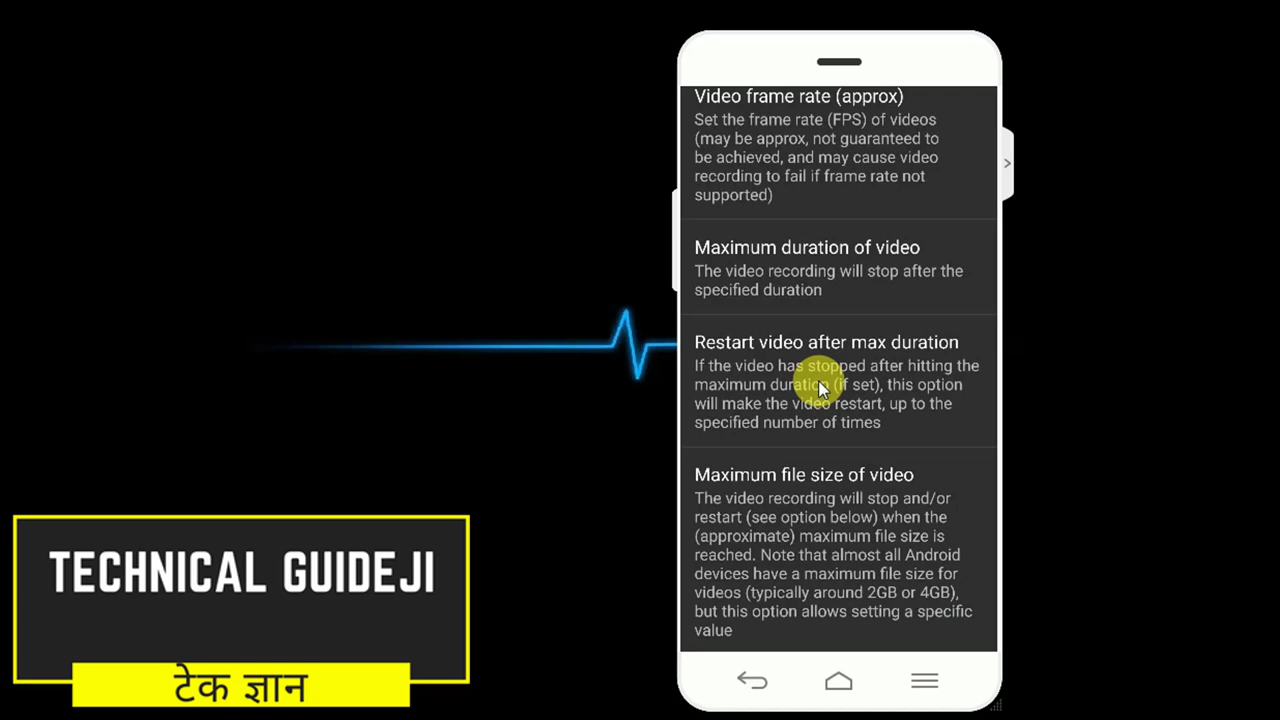 Video frame rate (approx)
Set the frame rate (FPS) of videos
(may be approx, not guaranteed to
be achieved, and may cause video
recording to fail if frame rate not
supported)
Maximum duration of video
The video recording will stop after the
specified duration
Restart video after max duration
If the video has stopped after hitting the
maximum duration (if set), this option
will make the video restart, up to the
specified number of times
Maximum file size of video
The video recording will stop and/or
restart (see option below) when the
(approximate) maximum file size is
reached. Note that almost all Android
devices have a maximum file size for
videos (typically around 2GB or 4GB),
but this option allows setting a specific
value
TECHNICAL GUIDEJI
टेक ज्ञान